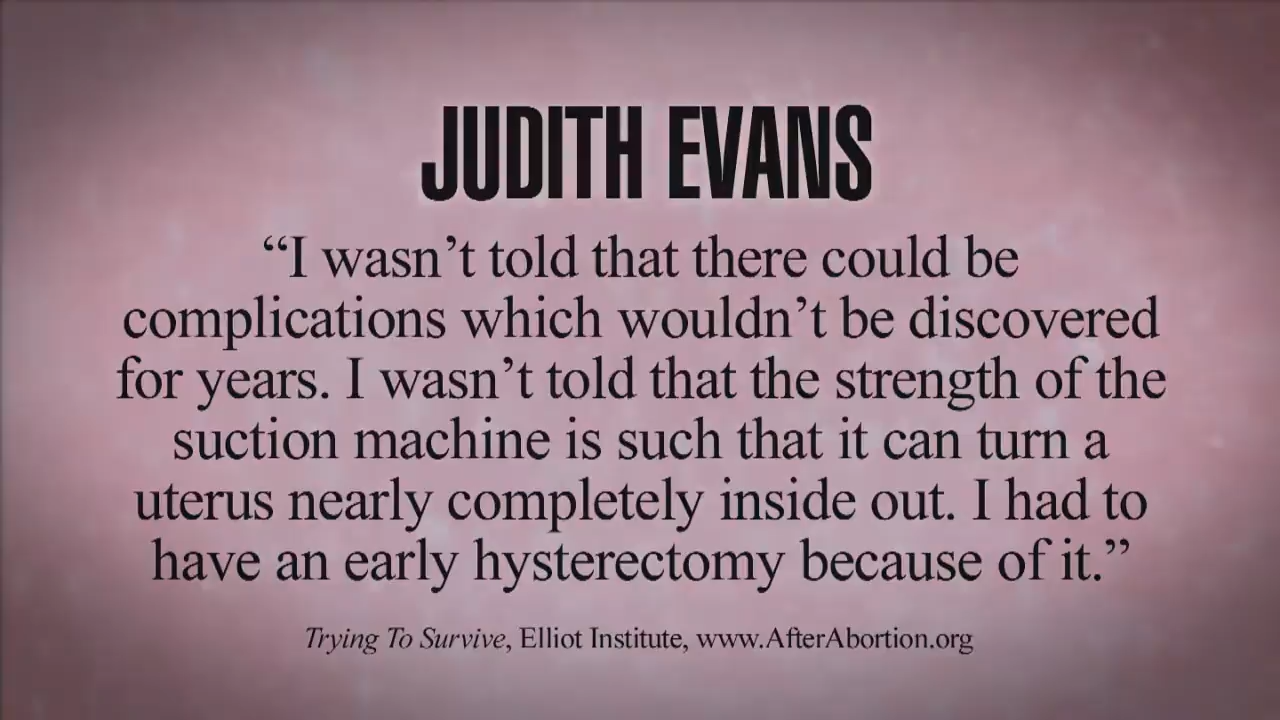 JUDITH EVANS
“I wasn’t told that there could be
complications which wouldn’t be discovered
for years. I wasn’t told that the strength of the
suction machine is such that it can turn a
uterus nearly completely inside out. I had to
have an early hysterectomy because of it.”
Trying To Survive, Elliot Institute, www.AfterAbortion.org